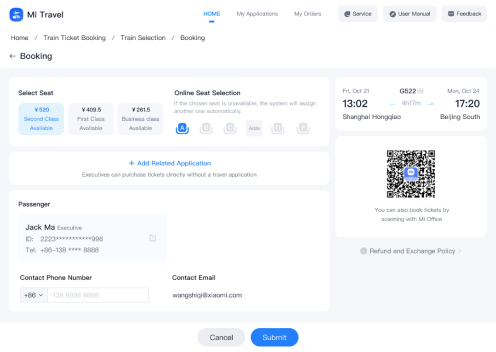 Mi Travel
HOME
My Applications
My Orders
Service
User Manual
Feedback
Home / Train Ticket Booking / Train Selection / Booking
← Booking
Select Seat
¥ 520
Second Class
Available
¥ 409.5
First Class
Available
¥ 261.5
Business class
Available
Online Seat Selection
If the chosen seat is unavailable, the system will assign
another one automatically.
A
Aisle
Fri, Oct 21
G522
Mon, Oct 24
13:02
4h17m
17:20
Shanghai Hongqiao
Beijing South
You can also book tickets by
scanning with Mi Office
Refund and Exchange Policy >
+ Add Related Application
Executives can purchase tickets directly without a travel application
Passenger
Jack Ma Executive
ID: 2223***********996
Tel: +86-138 **** 8888
Contact Phone Number
+86
138 8888 8888
Contact Email
wangshiqi@xiaomi.com
Cancel
Submit